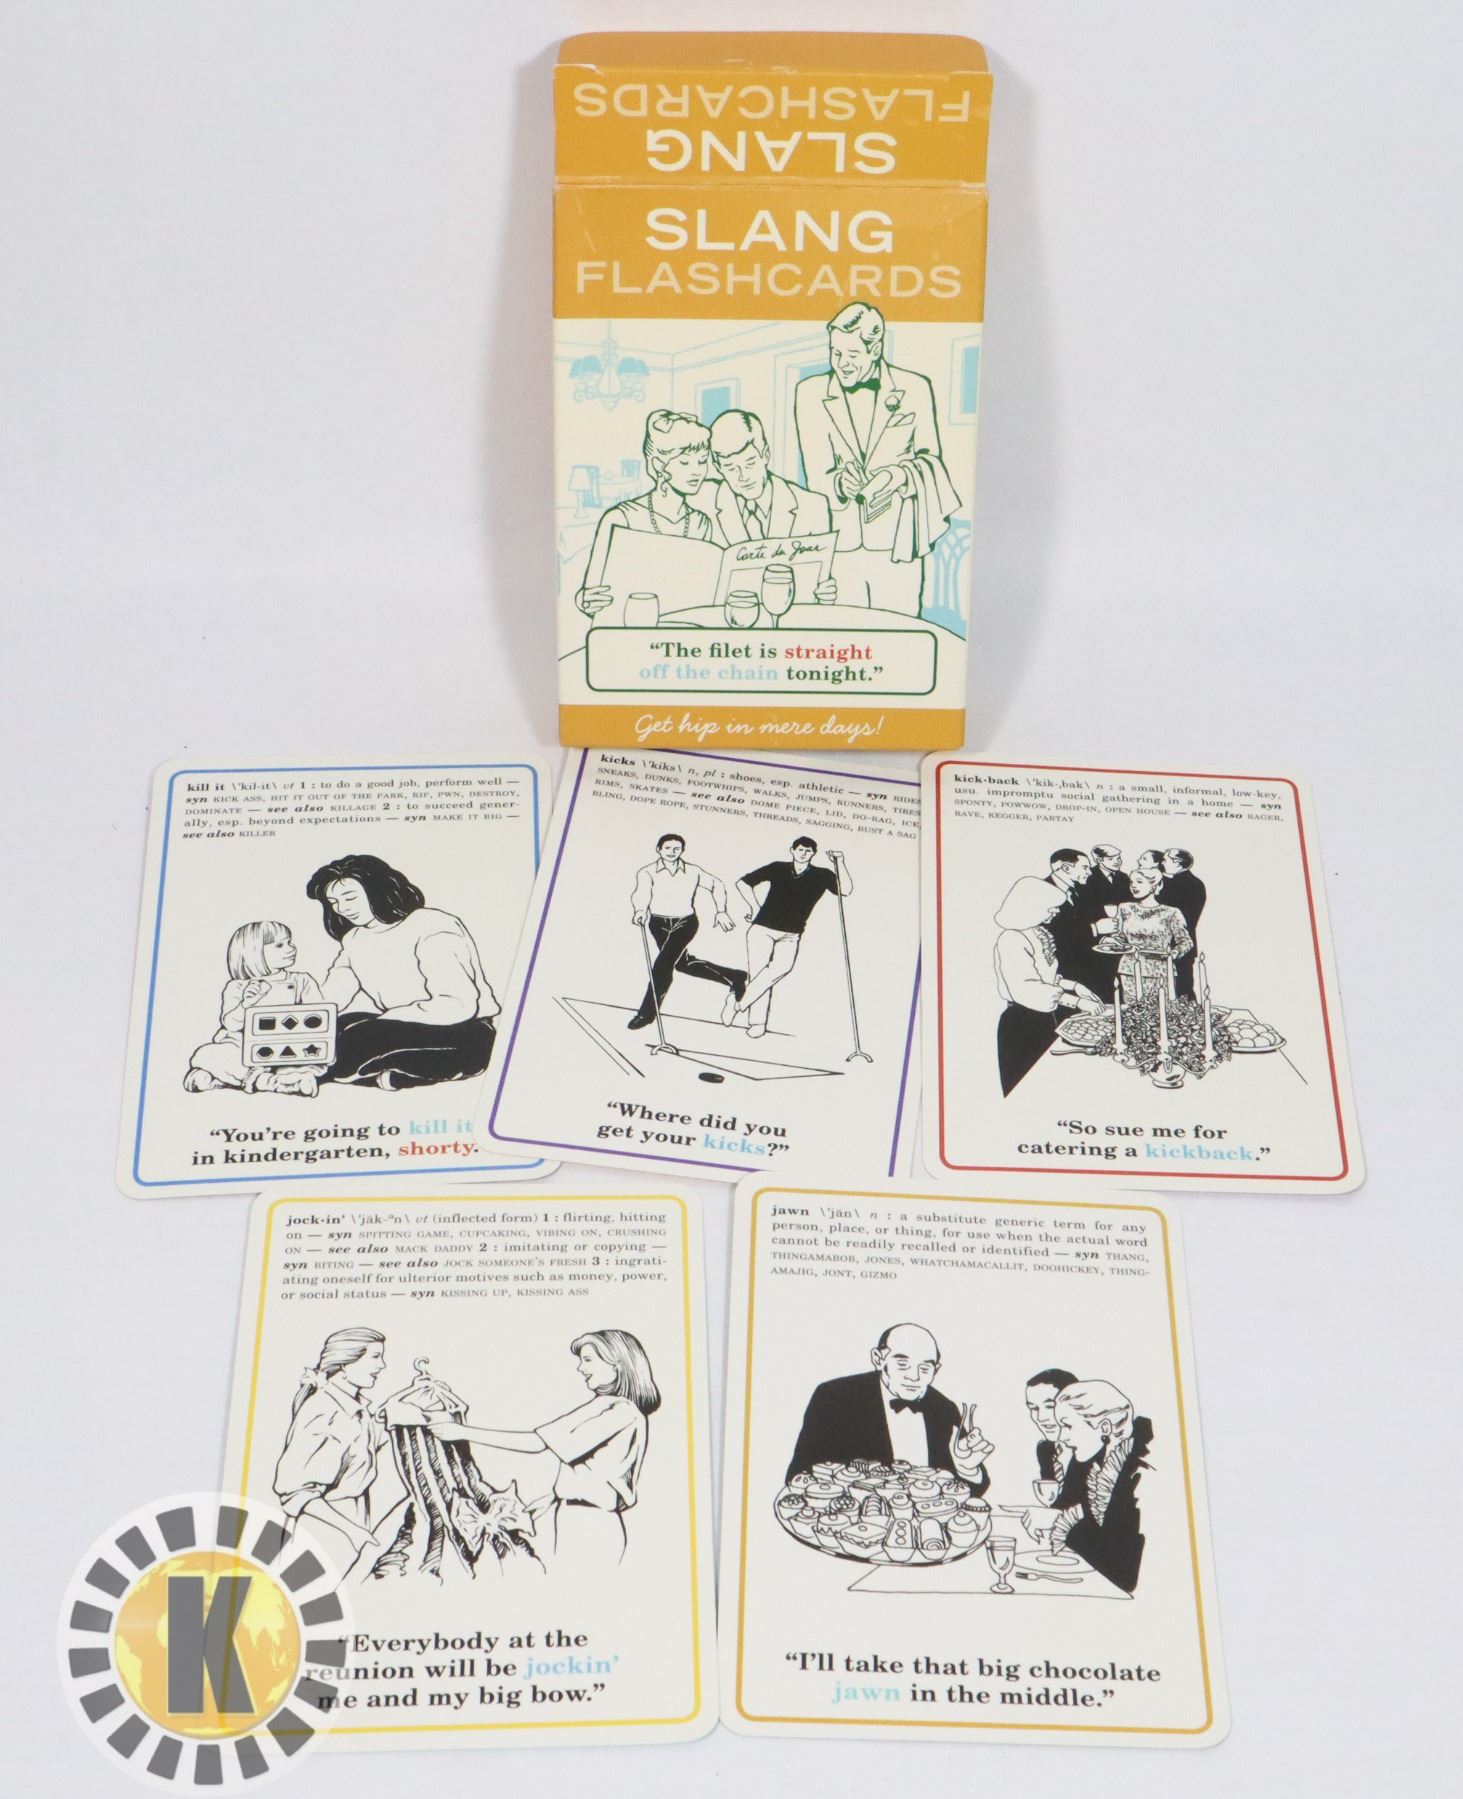 SLANG
FLASHCARDS
SLANG
FLASHCARDS
Carte du Jour
“The filet is straight
off the chain tonight.”
Get hip in mere days!
kill it \ˈkil-it\ vt 1 : to do a good job, perform well —
syn KICK ASS, HIT IT OUT OF THE PARK, RIP, PWN, DESTROY,
DOMINATE — see also KILLAGE 2 : to succeed gener-
ally, esp. beyond expectations — syn MAKE IT BIG —
see also KILLER
“You’re going to kill it
in kindergarten, shorty.
kicks \ˈkiks\ n, pl : shoes, esp. athletic — syn RIDES
SNEAKS, DUNKS, FOOTWHIPS, WALKS, JUMPS, RUNNERS, TIRES
RIMS, SKATES — see also DOME PIECE, LID, DO-RAG, ICE,
BLING, DOPE ROPE, STUNNERS, THREADS, SAGGING, BUST A SAG
“Where did you
get your kicks?”
kick·back \ˈkik-ˌbak\ n : a small, informal, low-key,
usu. impromptu social gathering in a home — syn
SPONTY, POWWOW, DROP-IN, OPEN HOUSE — see also RAGER,
RAVE, KEGGER, PARTAY
“So sue me for
catering a kickback.”
jock·in’ \ˈjäk-ᵊn\ vt (inflected form) 1 : flirting, hitting
on — syn SPITTING GAME, CUPCAKING, VIBING ON, CRUSHING
ON — see also MACK DADDY 2 : imitating or copying —
syn BITING — see also JOCK SOMEONE’S FRESH 3 : ingrati-
ating oneself for ulterior motives such as money, power,
or social status — syn KISSING UP, KISSING ASS
“Everybody at the
reunion will be jockin’
me and my big bow.”
jawn \ˈjän\ n : a substitute generic term for any
person, place, or thing, for use when the actual word
cannot be readily recalled or identified — syn THANG,
THINGAMABOB, JONES, WHATCHAMACALLIT, DOOHICKEY, THING-
AMAJIG, JONT, GIZMO
“I’ll take that big chocolate
jawn in the middle.”
K